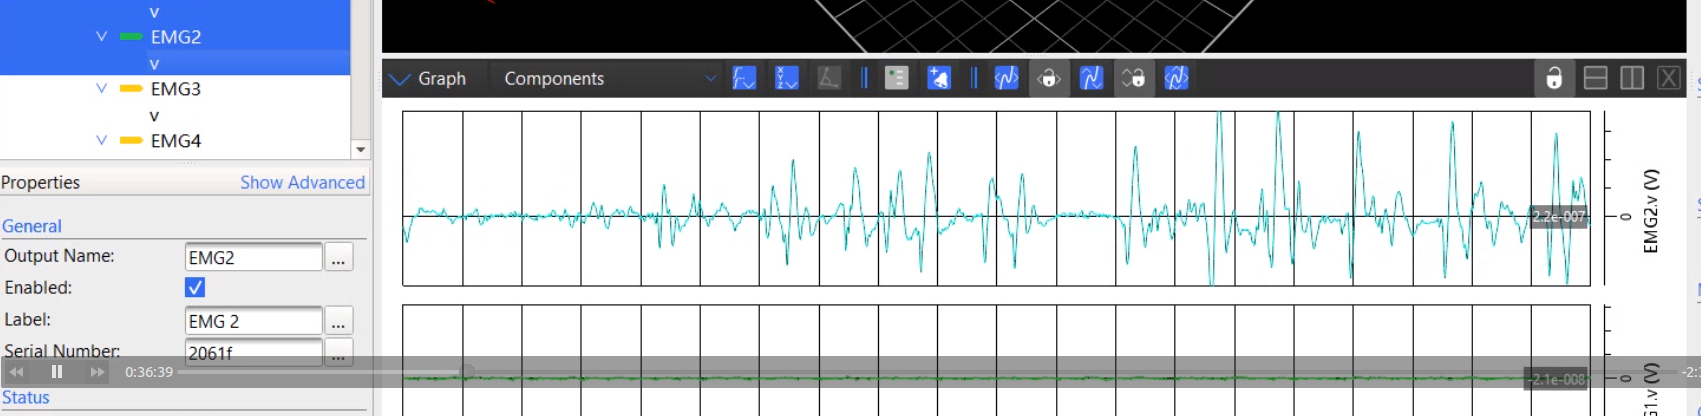 v
EMG2
v
EMG3
v
EMG4
Properties
Show Advanced
General
Output Name:
EMG2
...
Enabled:
Label:
EMG 2
...
Serial Number:
2061f
...
0:36:39
Status
Graph
Components
X
2.2e-007
0
EMG2.v (V)
-2.1e-008
0
1.v (V)